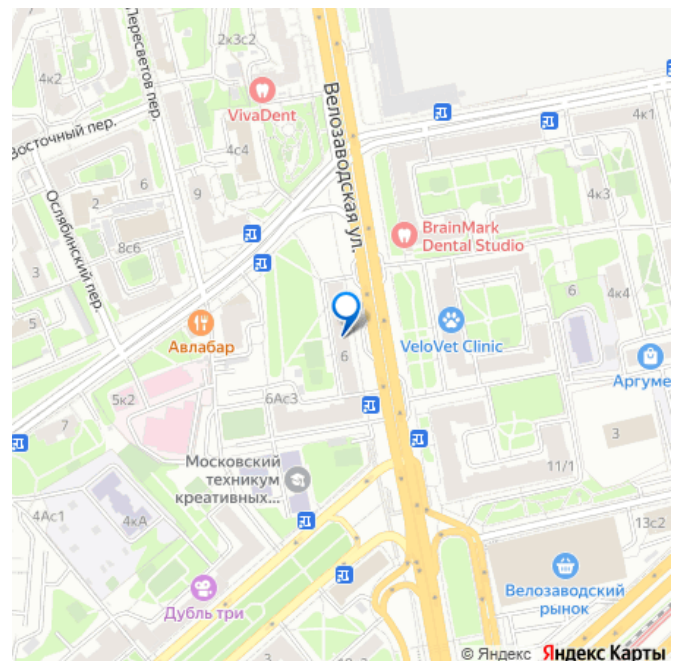 Пересветов пер.
2к3с2
4к2
VivaDent
Велозаводская ул.
4к1
Восточный пер.
4с4
6
9
2
4к3
Ослябинский пер.
BrainMark
Dental Studio
8с6
3
6
4к4
5
VeloVet Clinic
Авлабар
6
Аргуме
5к2
6Ас3
7
3
Московский
техникум
креативных...
11/1
4Ас1
4кА
13с2
Дубль три
Велозаводский
рынок
© Яндекс Яндекс Карты